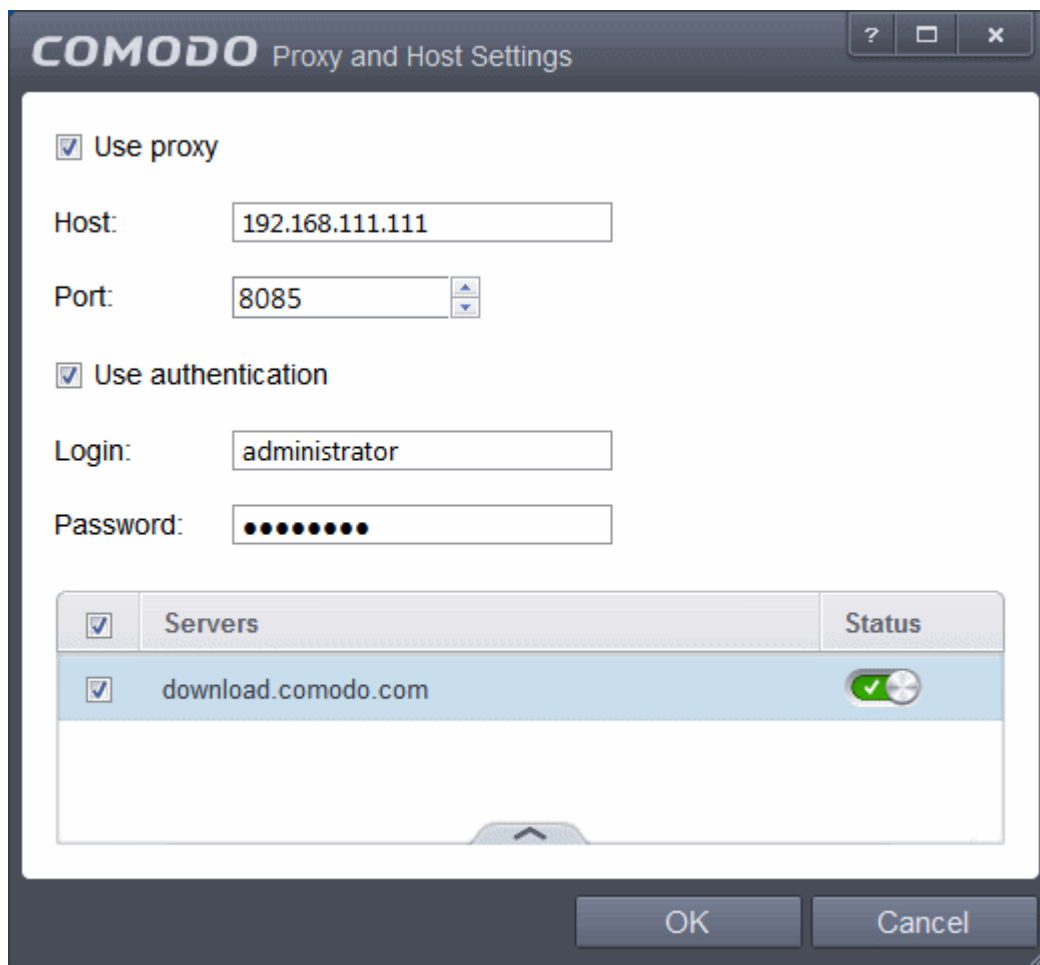 COMODO Proxy and Host Settings ?
Use proxy
Host: 192.168.111.111
Port: 8085
Use authentication
Login: administrator
Password: ●●●●●●●●
Servers Status
download.comodo.com
OK Cancel